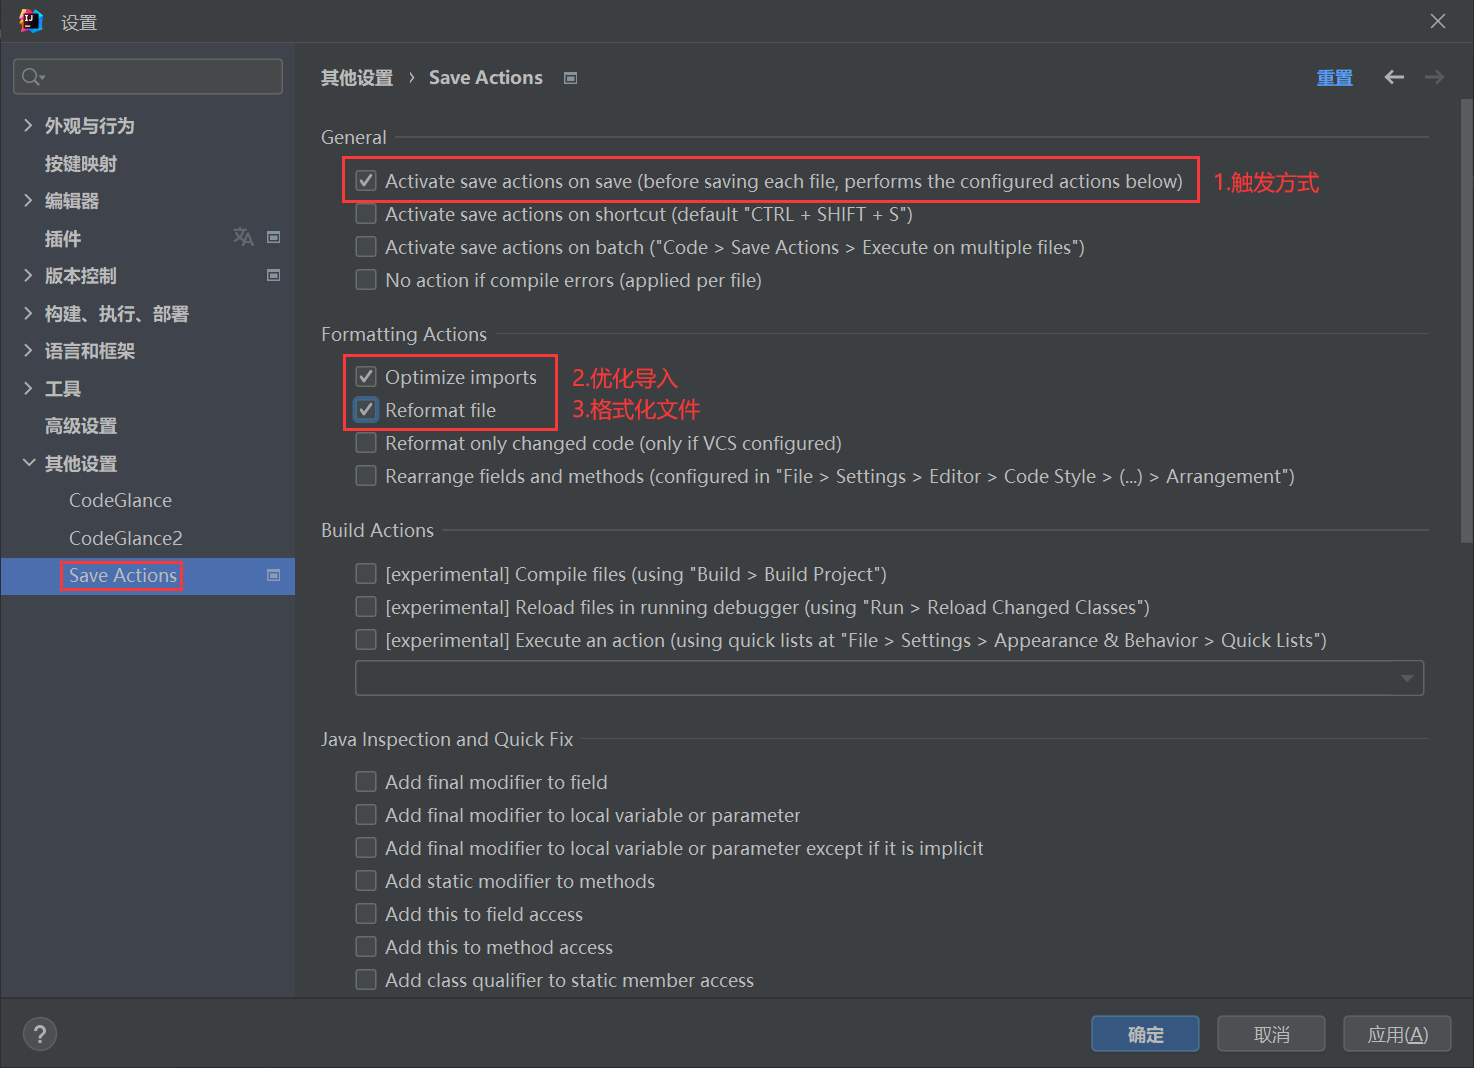 设置
外观与行为
按键映射
编辑器
插件
版本控制
构建、执行、部署
语言和框架
工具
高级设置
其他设置
CodeGlance
CodeGlance2
Save Actions
其他设置 › Save Actions
重置
General
Activate save actions on save (before saving each file, performs the configured actions below)
1.触发方式
Activate save actions on shortcut (default "CTRL + SHIFT + S")
Activate save actions on batch ("Code > Save Actions > Execute on multiple files")
No action if compile errors (applied per file)
Formatting Actions
Optimize imports
2.优化导入
Reformat file
3.格式化文件
Reformat only changed code (only if VCS configured)
Rearrange fields and methods (configured in "File > Settings > Editor > Code Style > (...) > Arrangement")
Build Actions
[experimental] Compile files (using "Build > Build Project")
[experimental] Reload files in running debugger (using "Run > Reload Changed Classes")
[experimental] Execute an action (using quick lists at "File > Settings > Appearance & Behavior > Quick Lists")
Java Inspection and Quick Fix
Add final modifier to field
Add final modifier to local variable or parameter
Add final modifier to local variable or parameter except if it is implicit
Add static modifier to methods
Add this to field access
Add this to method access
Add class qualifier to static member access
?
确定
取消
应用(A)